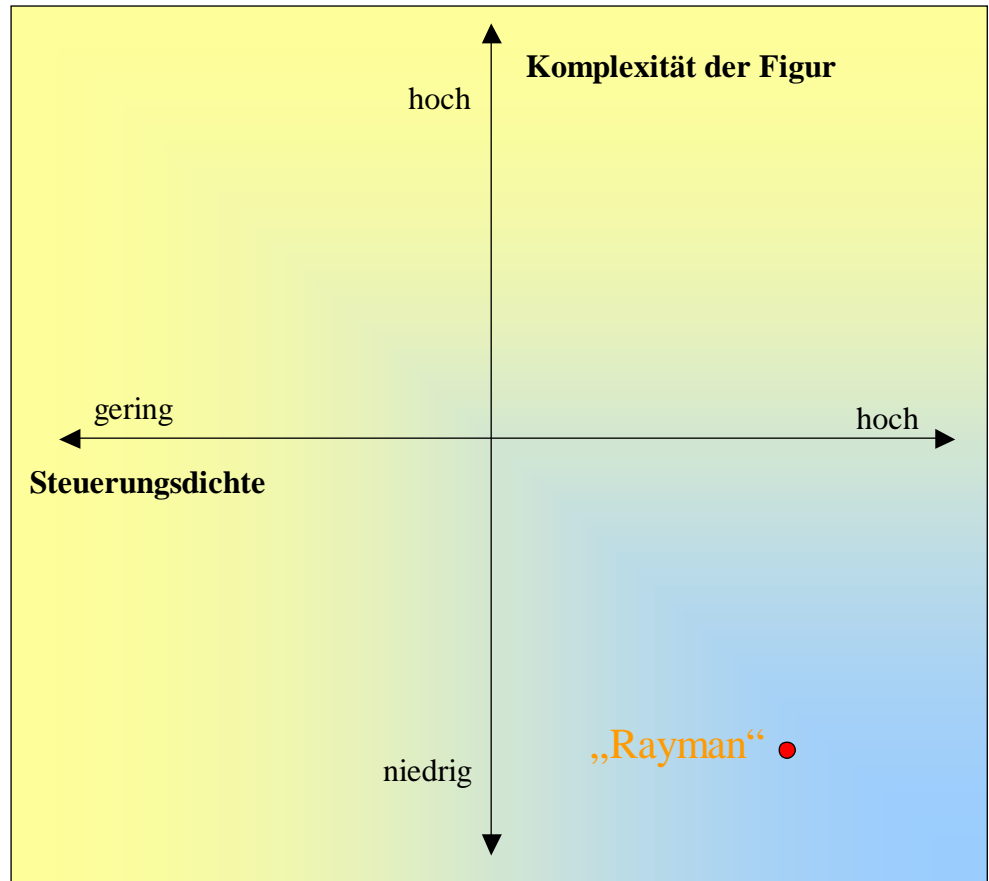 Komplexität der Figur
hoch
gering
hoch
Steuerungsdichte
„Rayman“
niedrig